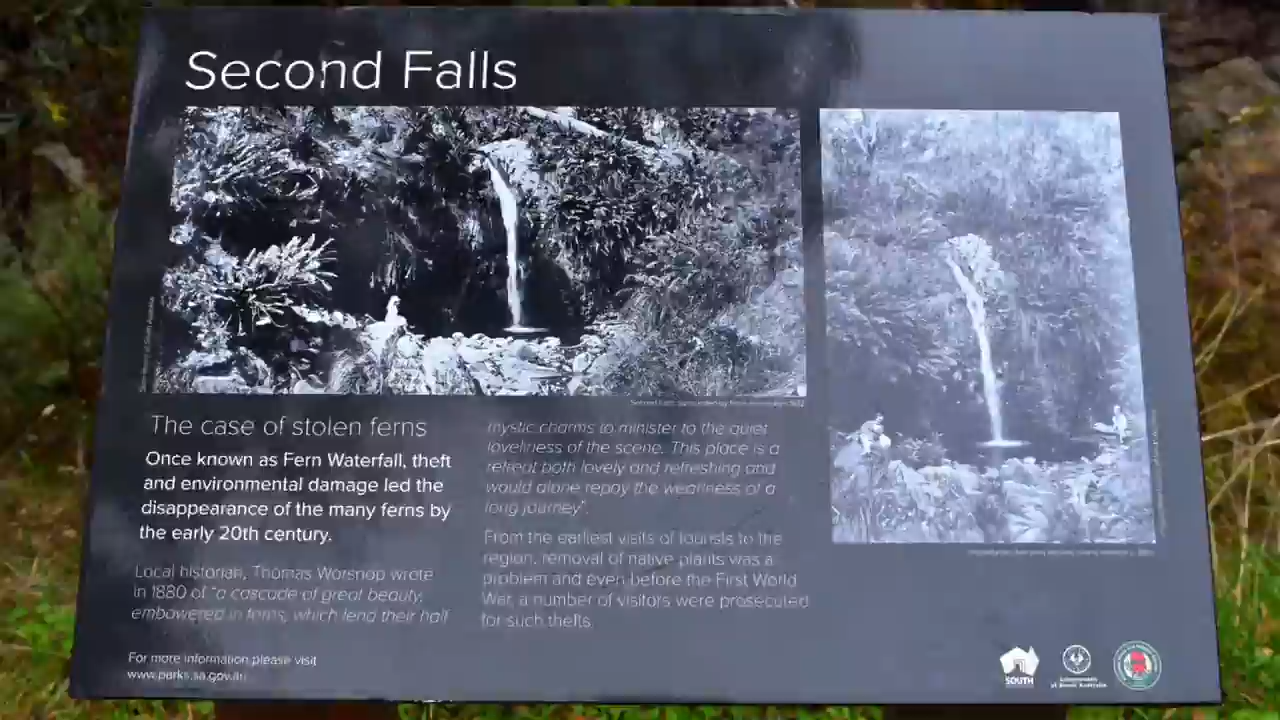 Second Falls
The case of stolen ferns
Once known as Fern Waterfall, theft
and environmental damage led the
disappearance of the many ferns by
the early 20th century.
Local historian, Thomas Worsnop wrote
in 1880 of "a cascade of great beauty,
embowered in ferns, which lend their half
mystic charms to minister to the quiet
loveliness of the scene. This place is a
retreat both lovely and refreshing and
would alone repay the weariness of a
long journey".
From the earliest visits of tourists to the
region, removal of native plants was a
problem and even before the First World
War, a number of visitors were prosecuted
for such thefts.
For more information please visit
www.parks.sa.gov.au
SOUTH
Government
of South Australia